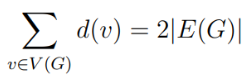 ∑_{v∈V(G)} d(v) = 2|E(G)|